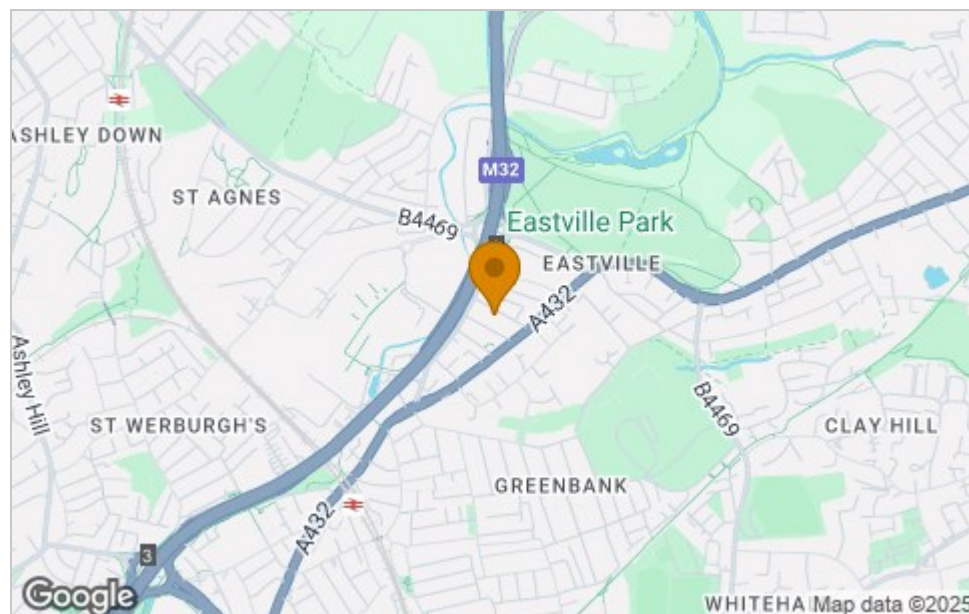 ASHLEY DOWN
M32
ST AGNES
B4469
Eastville Park
EASTVILLE
A432
Ashley Hill
B4469
ST WERBURGH'S
CLAY HILL
GREENBANK
A432
3
Google
WHITEHA
Map data ©2025